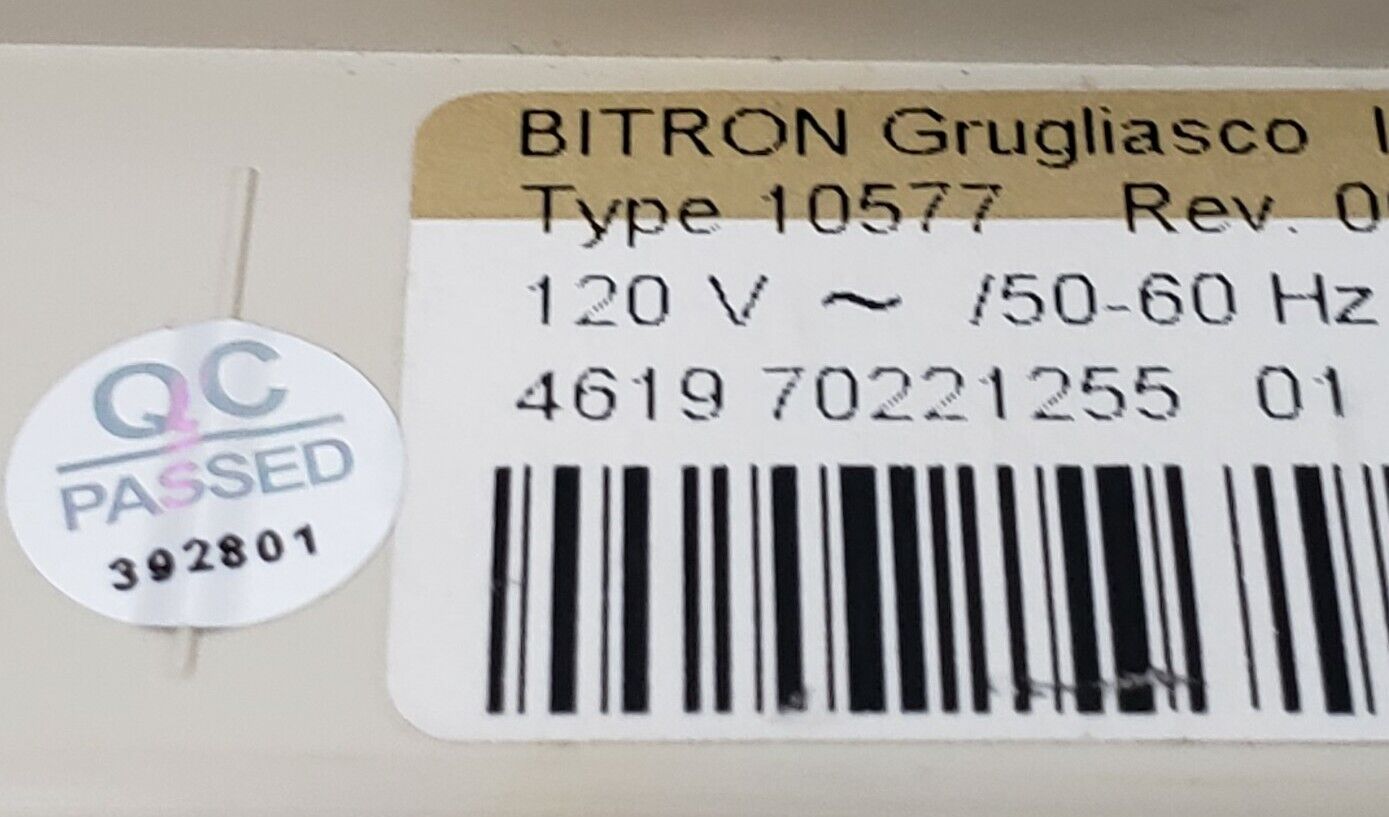 QC
PASSED
392801
BITRON Grugliasco
Type 10577 Rev.
120 V ~ /50-60 Hz
4619 70221255 01